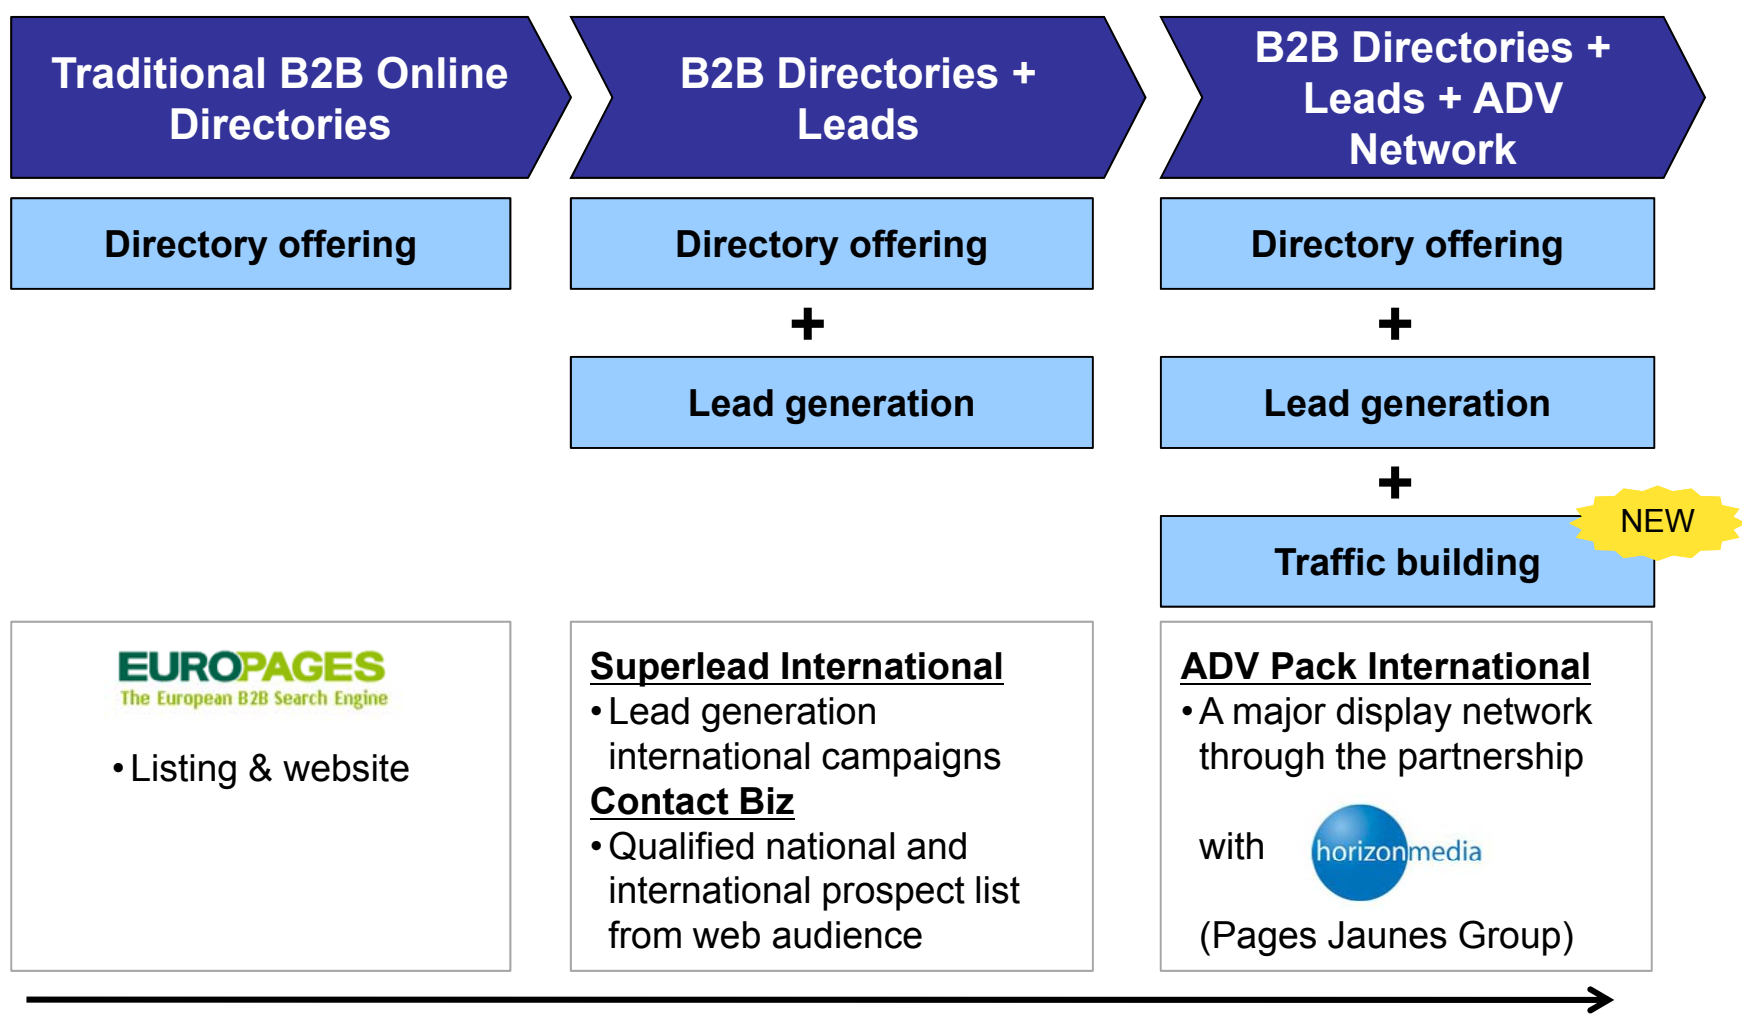 Traditional B2B Online
Directories
B2B Directories +
Leads
B2B Directories +
Leads + ADV
Network
Directory offering
Directory offering
Directory offering
+
+
Lead generation
Lead generation
+
NEW
Traffic building
EUROPAGES
The European B2B Search Engine
• Listing & website
Superlead International
• Lead generation
international campaigns
Contact Biz
• Qualified national and
international prospect list
from web audience
ADV Pack International
• A major display network
through the partnership
with horizonmedia
(Pages Jaunes Group)